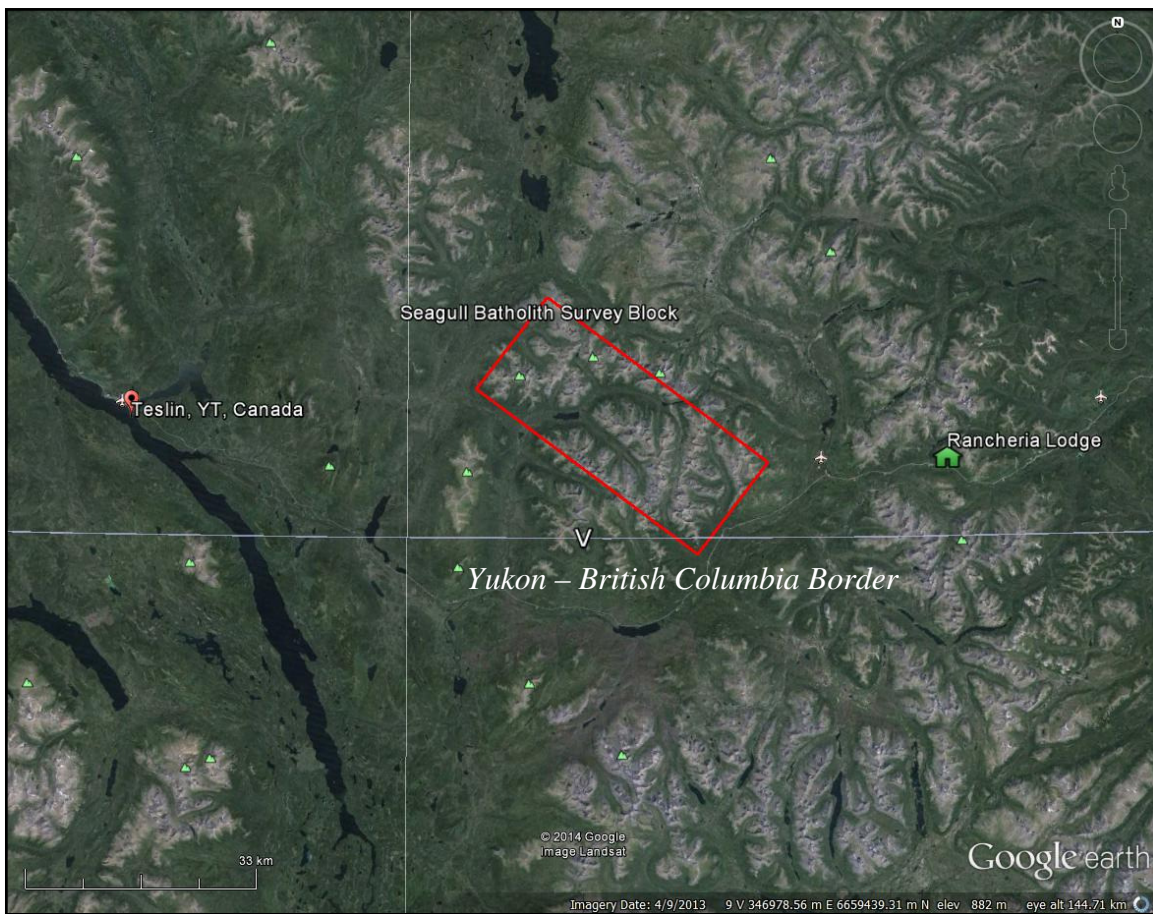 N
Seagull Batholith Survey Block
Teslin, YT, Canada
Rancheria Lodge
V
Yukon – British Columbia Border
© 2014 Google
Image Landsat
33 km
Google earth
Imagery Date: 4/9/2013 9 V 346978.56 m E 6659439.31 m N elev 882 m eye alt 144.71 km